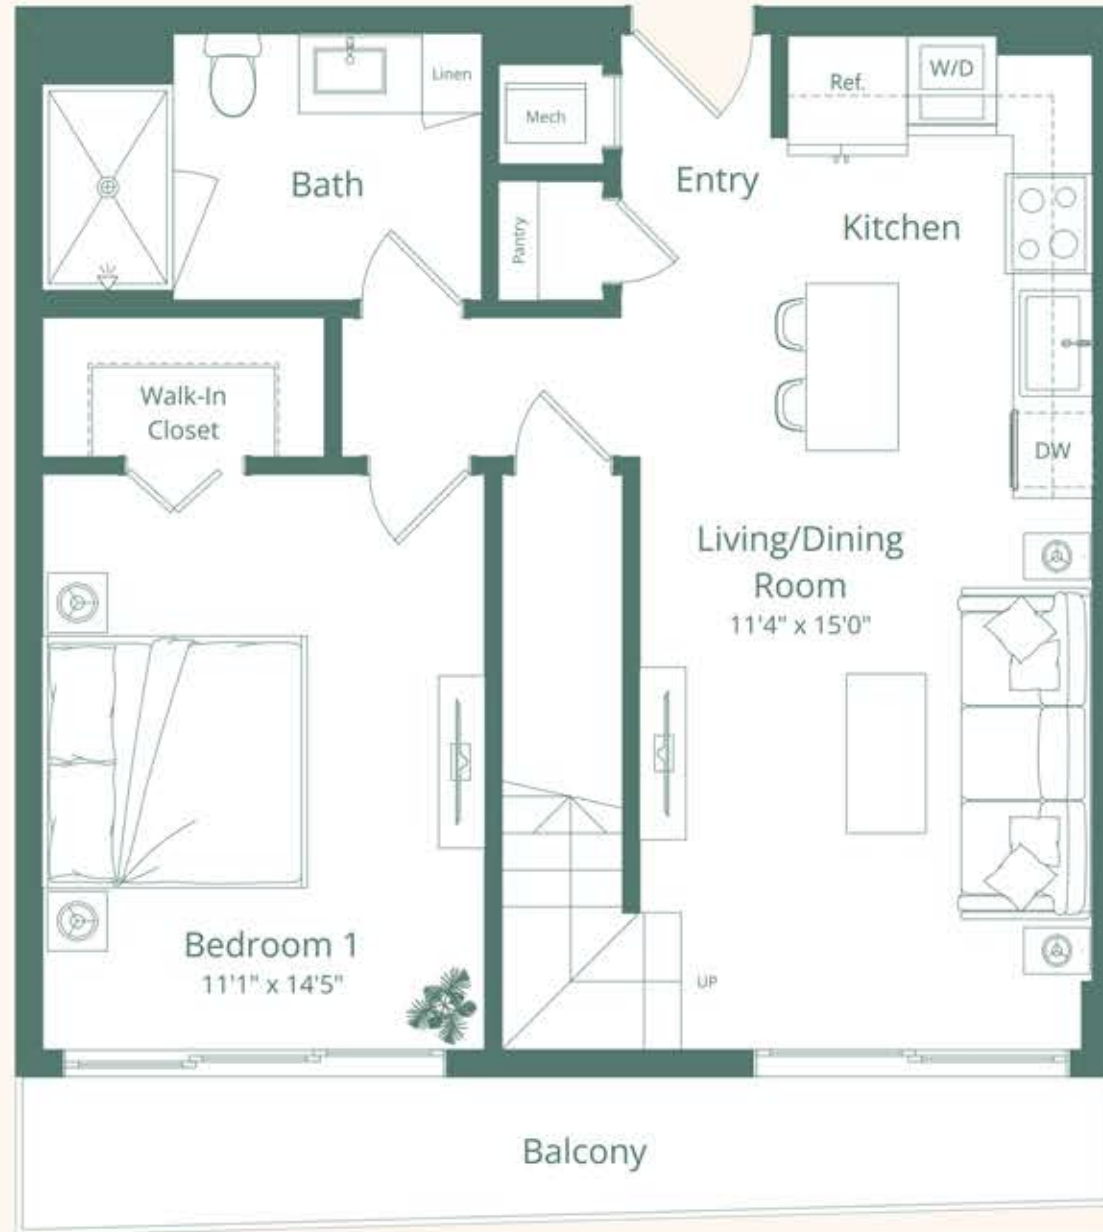 Linen
W/D
Ref.
Mech
Bath
Entry
Kitchen
Pantry
Walk-In
Closet
DW
Living/Dining
Room
11'4" x 15'0"
Bedroom 1
11'1" x 14'5"
UP
Balcony